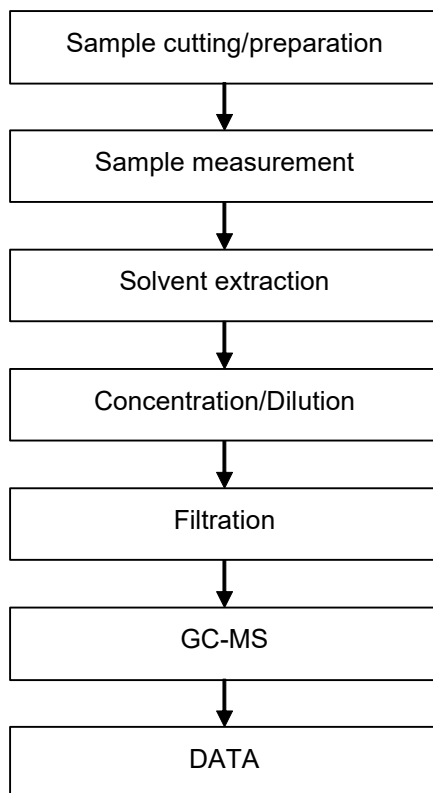 Sample cutting/preparation
Sample measurement
Solvent extraction
Concentration/Dilution
Filtration
GC-MS
DATA